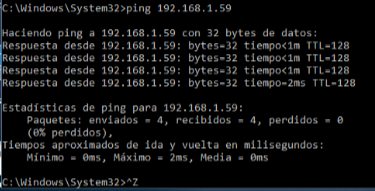 C:\Windows\System32>ping 192.168.1.59
Haciendo ping a 192.168.1.59 con 32 bytes de datos:
Respuesta desde 192.168.1.59: bytes=32 tiempo<1m TTL=128
Respuesta desde 192.168.1.59: bytes=32 tiempo<1m TTL=128
Respuesta desde 192.168.1.59: bytes=32 tiempo<1m TTL=128
Respuesta desde 192.168.1.59: bytes=32 tiempo=2ms TTL=128
Estadísticas de ping para 192.168.1.59:
Paquetes: enviados = 4, recibidos = 4, perdidos = 0
(0% perdidos),
Tiempos aproximados de ida y vuelta en milisegundos:
Mínimo = 0ms, Máximo = 2ms, Media = 0ms
C:\Windows\System32>^Z